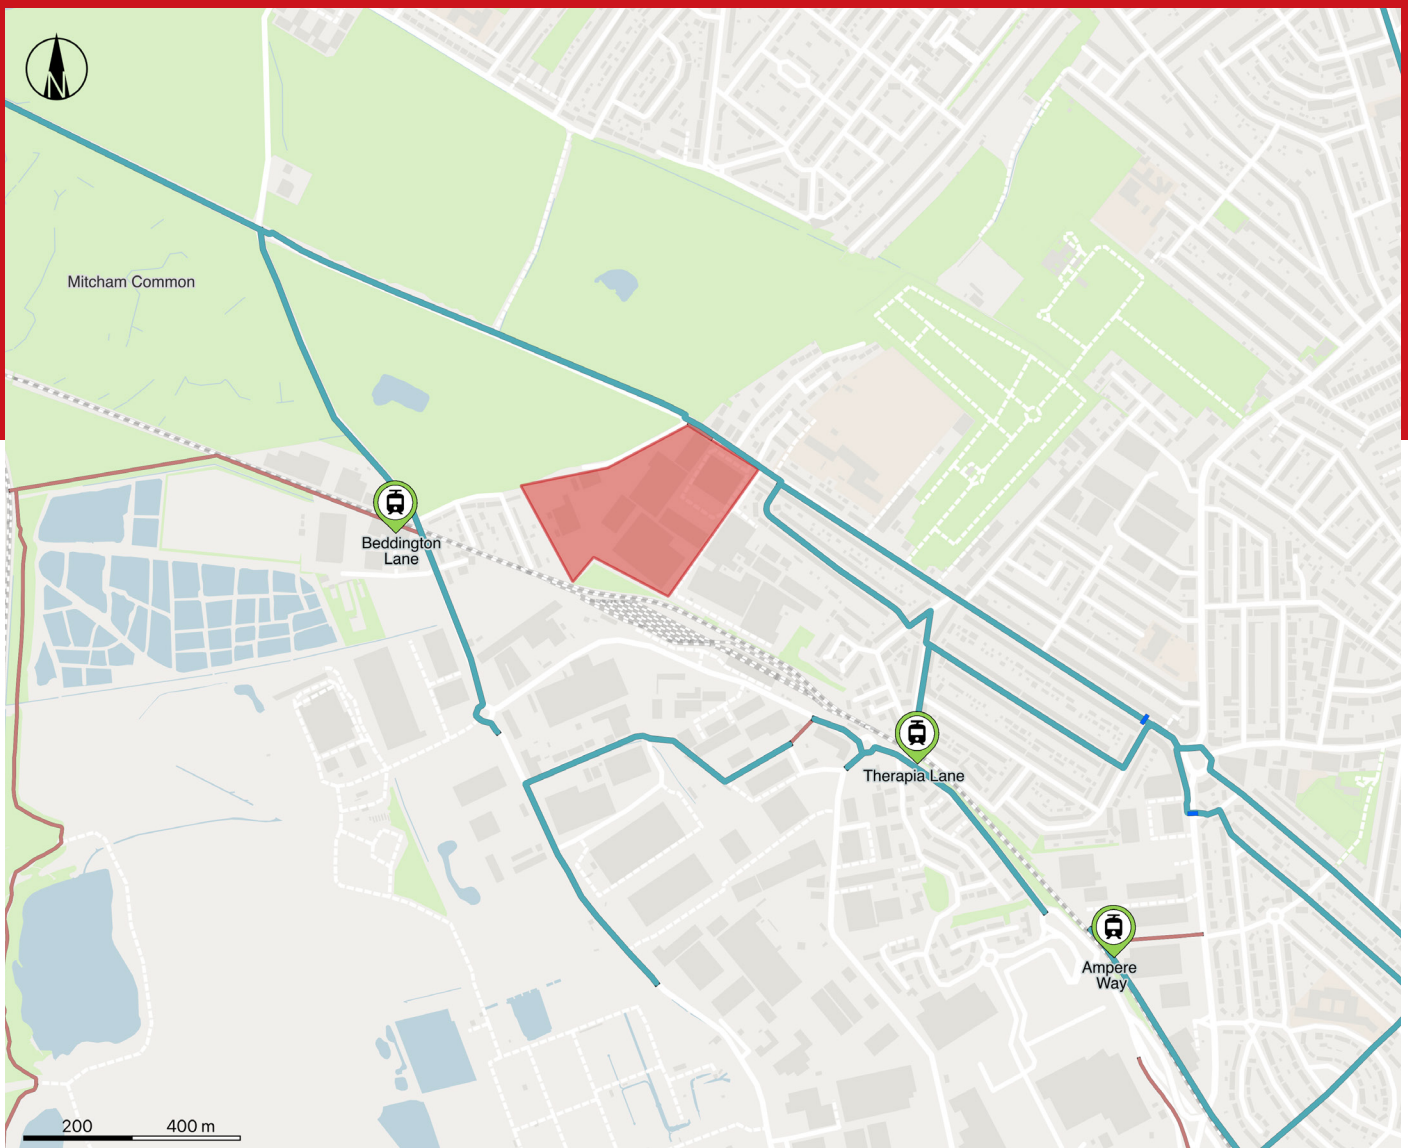 N
Mitcham Common
Beddington
Lane
Therapia Lane
Ampere
Way
200 400 m